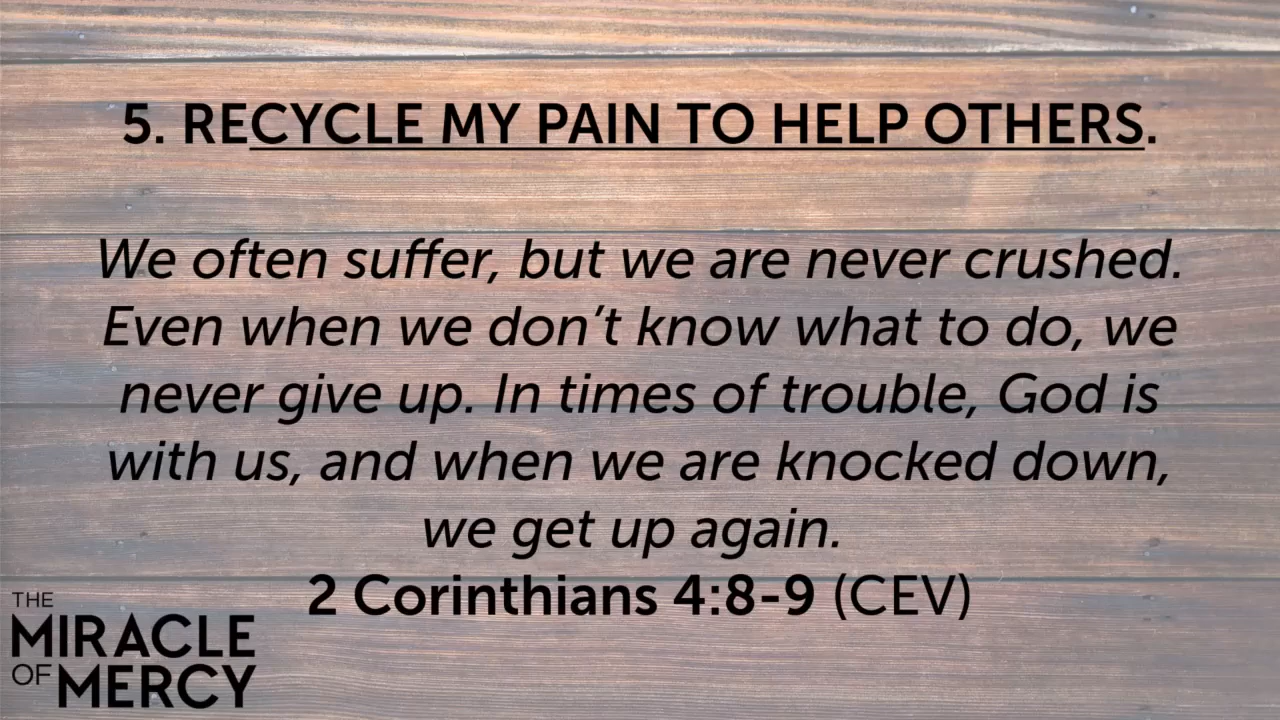 5. RECYCLE MY PAIN TO HELP OTHERS.
We often suffer, but we are never crushed.
Even when we don’t know what to do, we
never give up. In times of trouble, God is
with us, and when we are knocked down,
we get up again.
2 Corinthians 4:8-9 (CEV)
THE
MIRACLE
OF MERCY